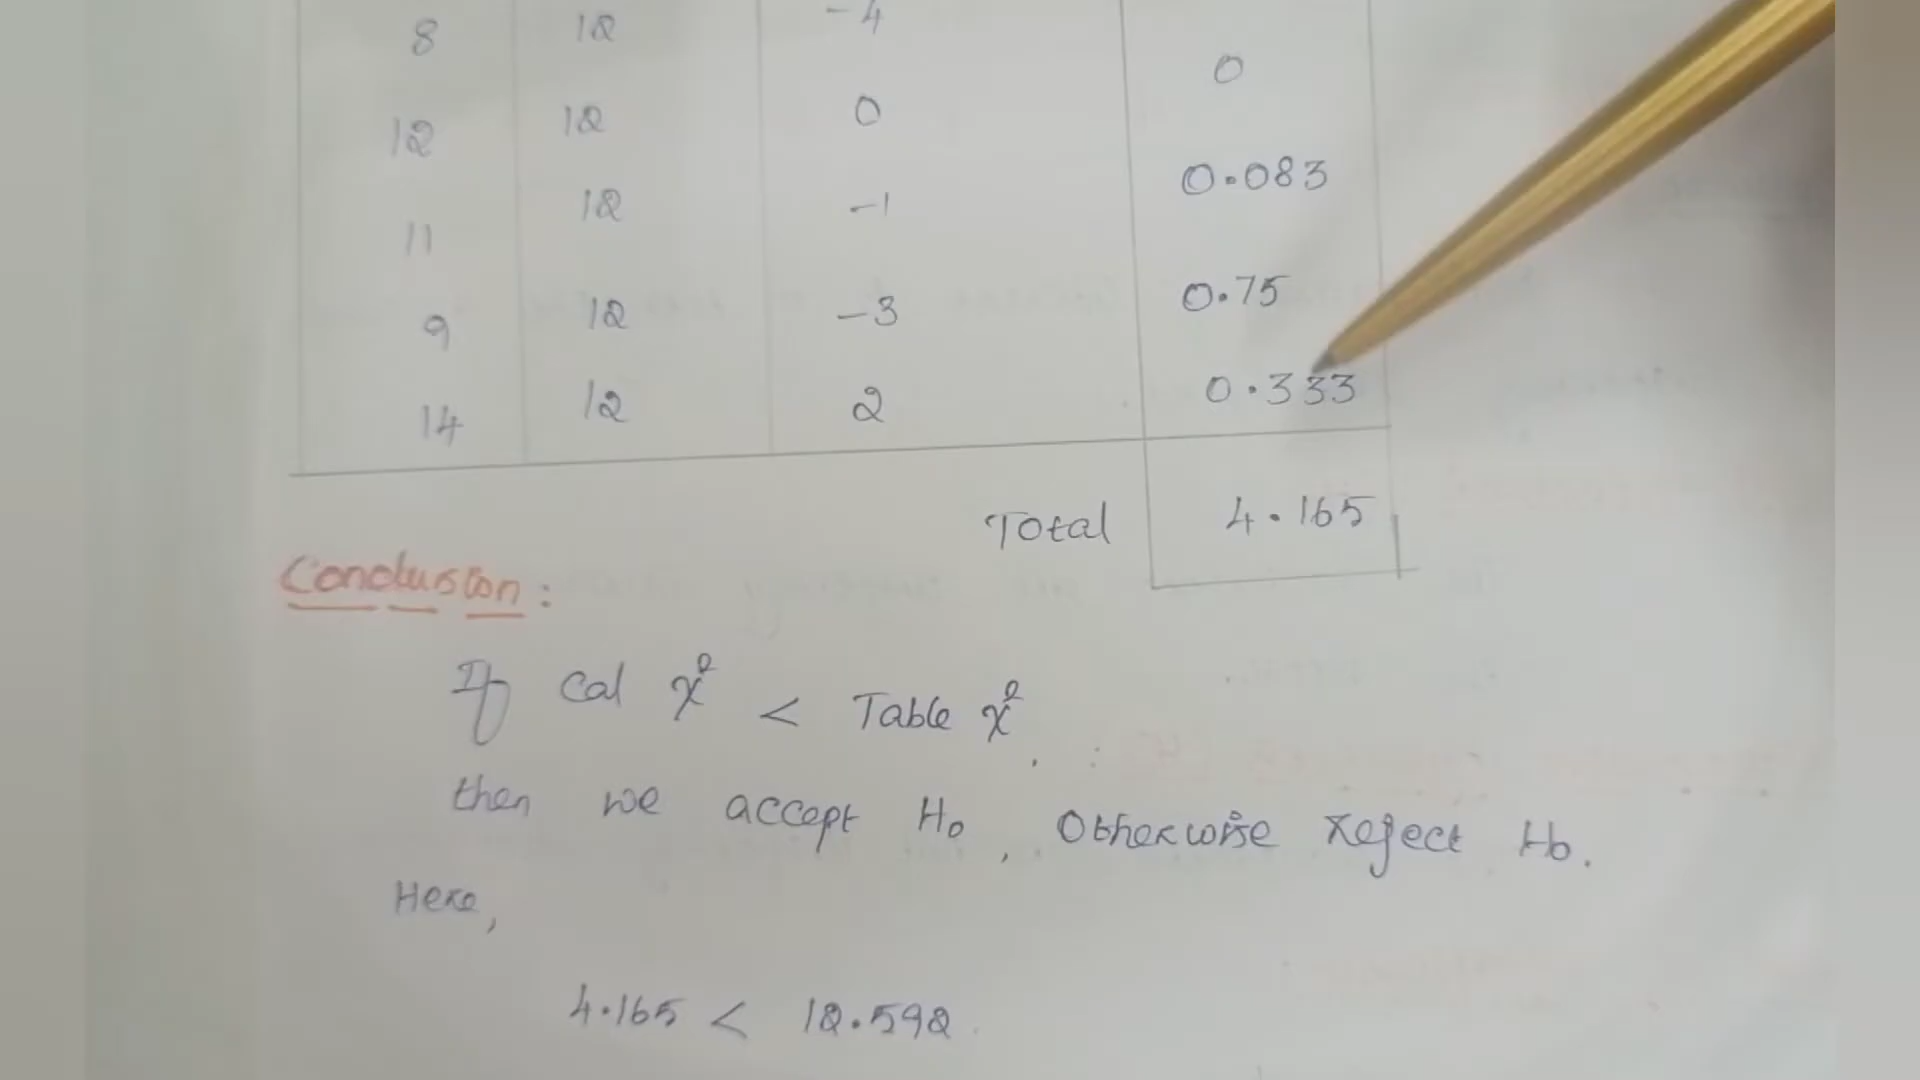 8 12 -4
12 12 0 0
11 12 -1 0.083
9 12 -3 0.75
14 12 2 0.333
Total 4.165
Conclusion:
If cal χ² < Table χ².
then we accept H₀, Otherwise reject H₀.
Here,
4.165 < 12.592